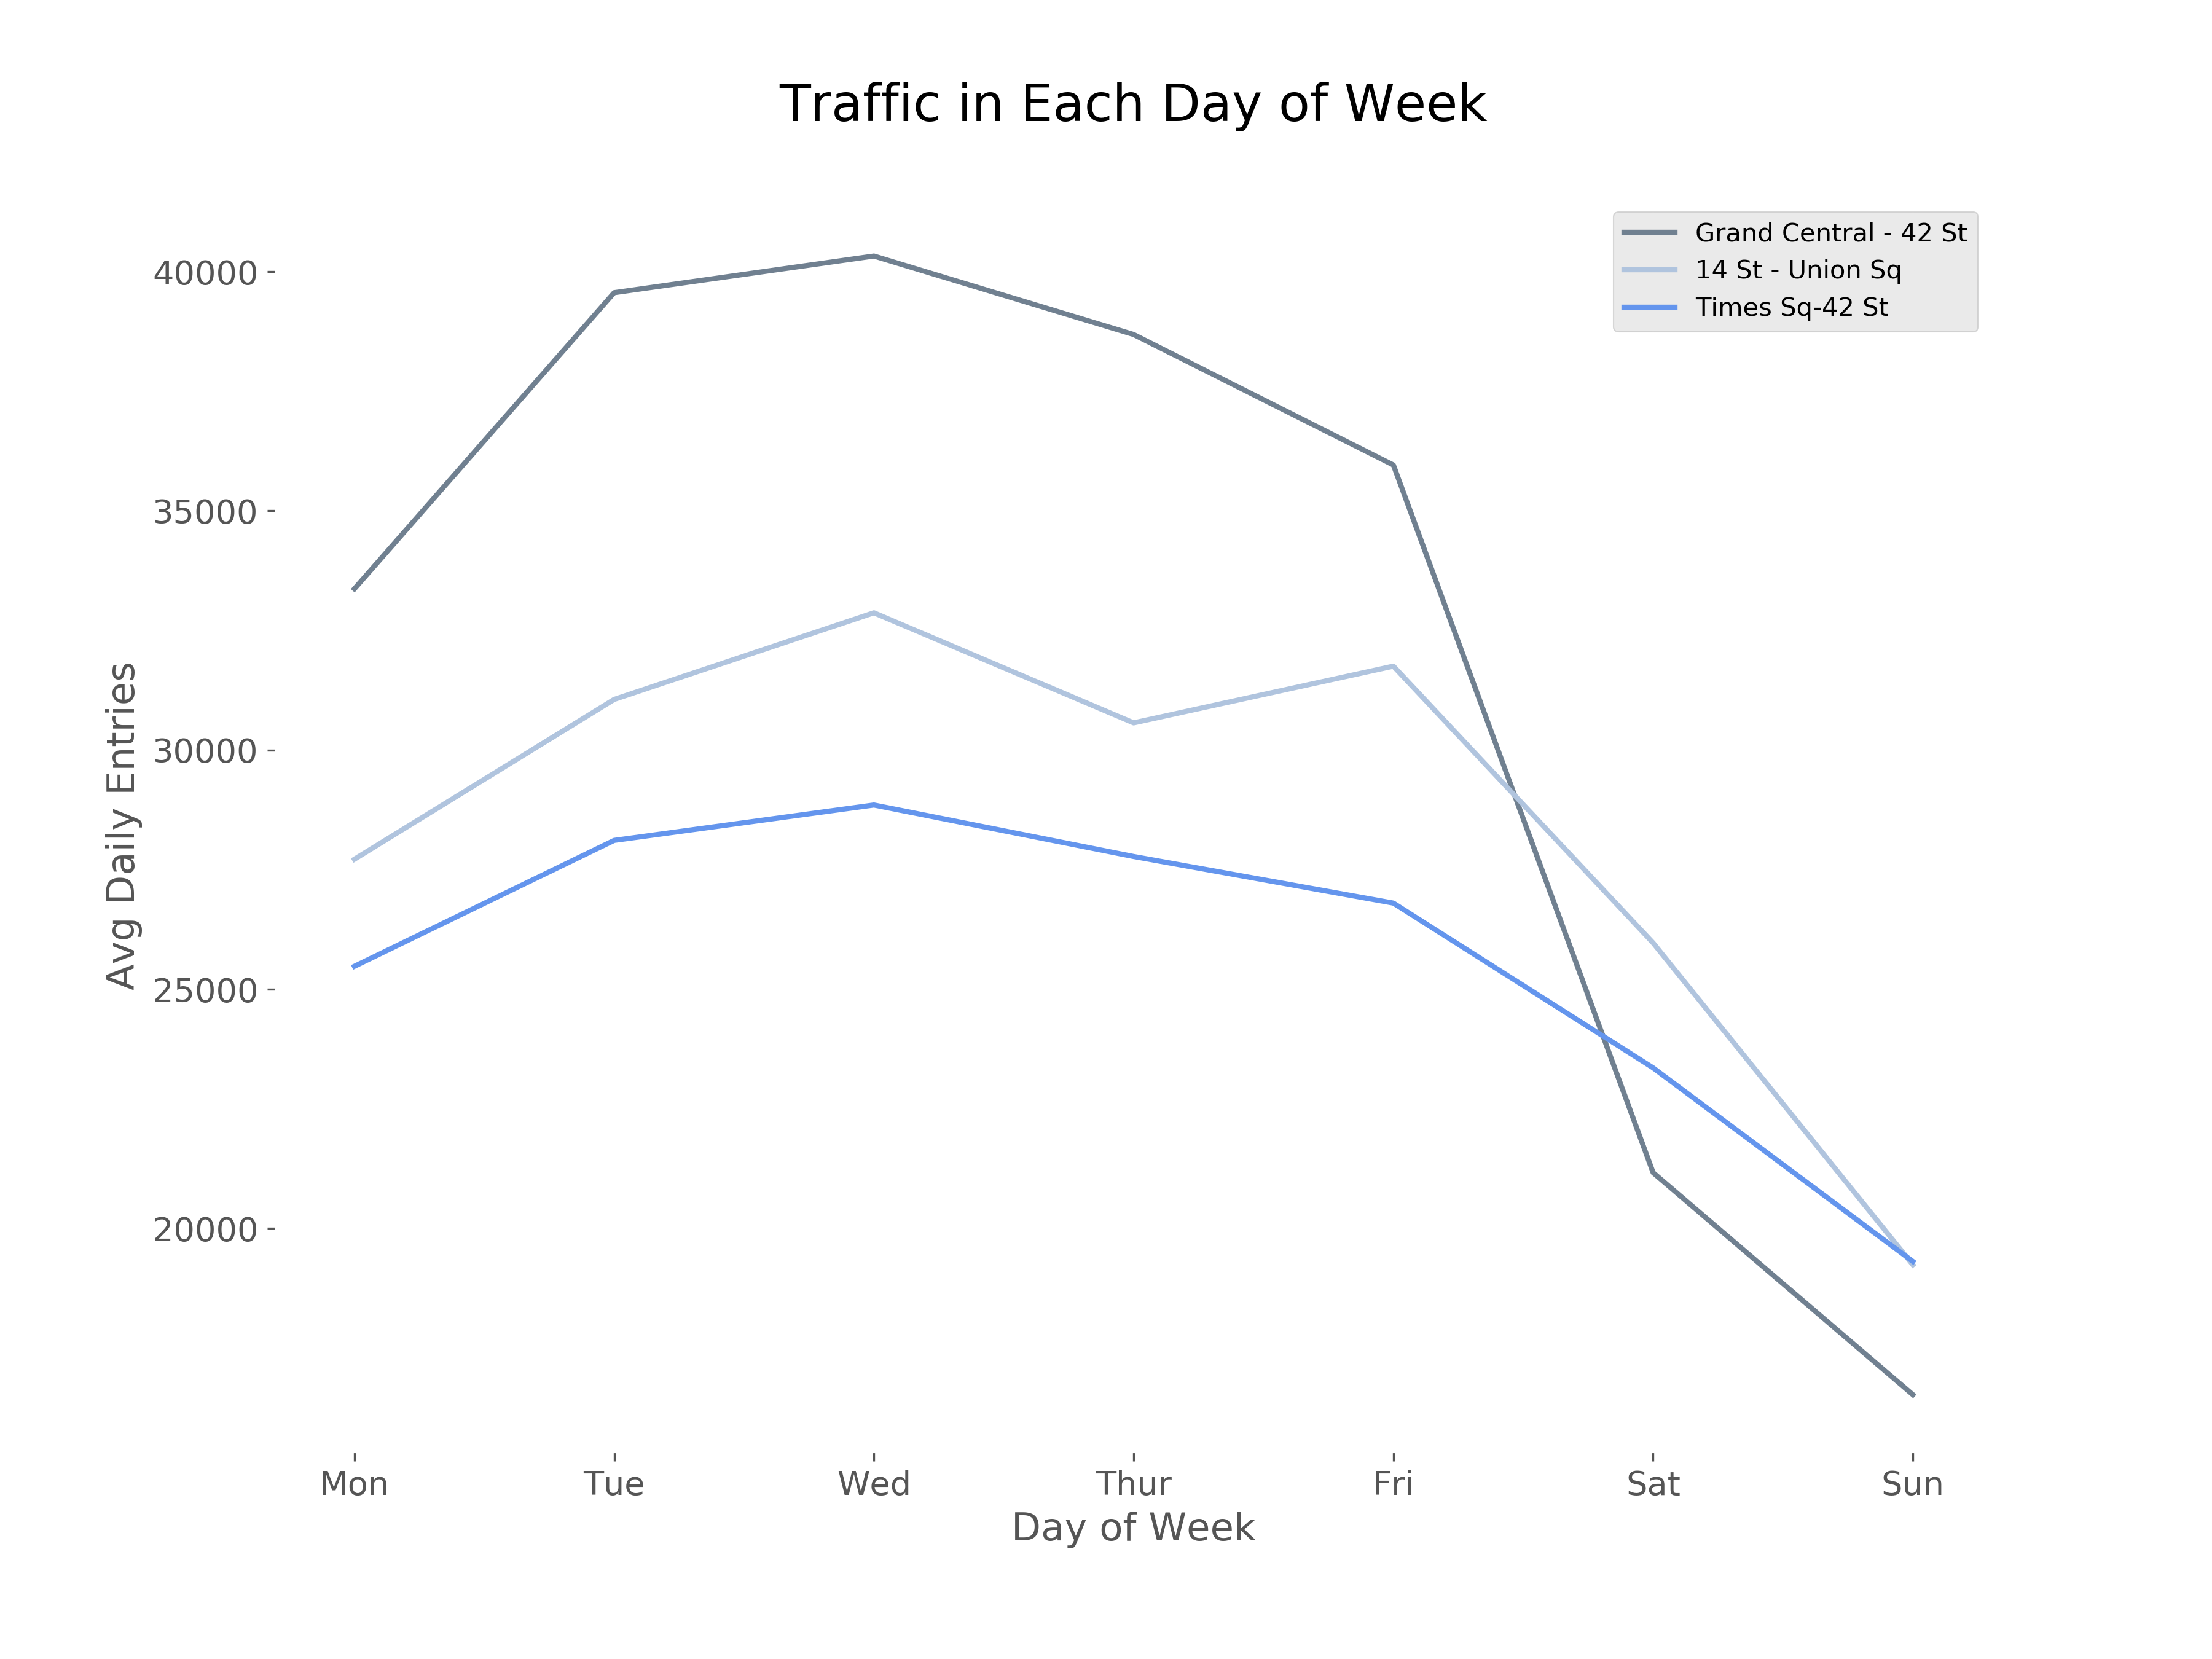 Traffic in Each Day of Week
Grand Central - 42 St
14 St - Union Sq
Times Sq-42 St
40000
35000
30000
25000
20000
Avg Daily Entries
Mon Tue Wed Thur Fri Sat Sun
Day of Week